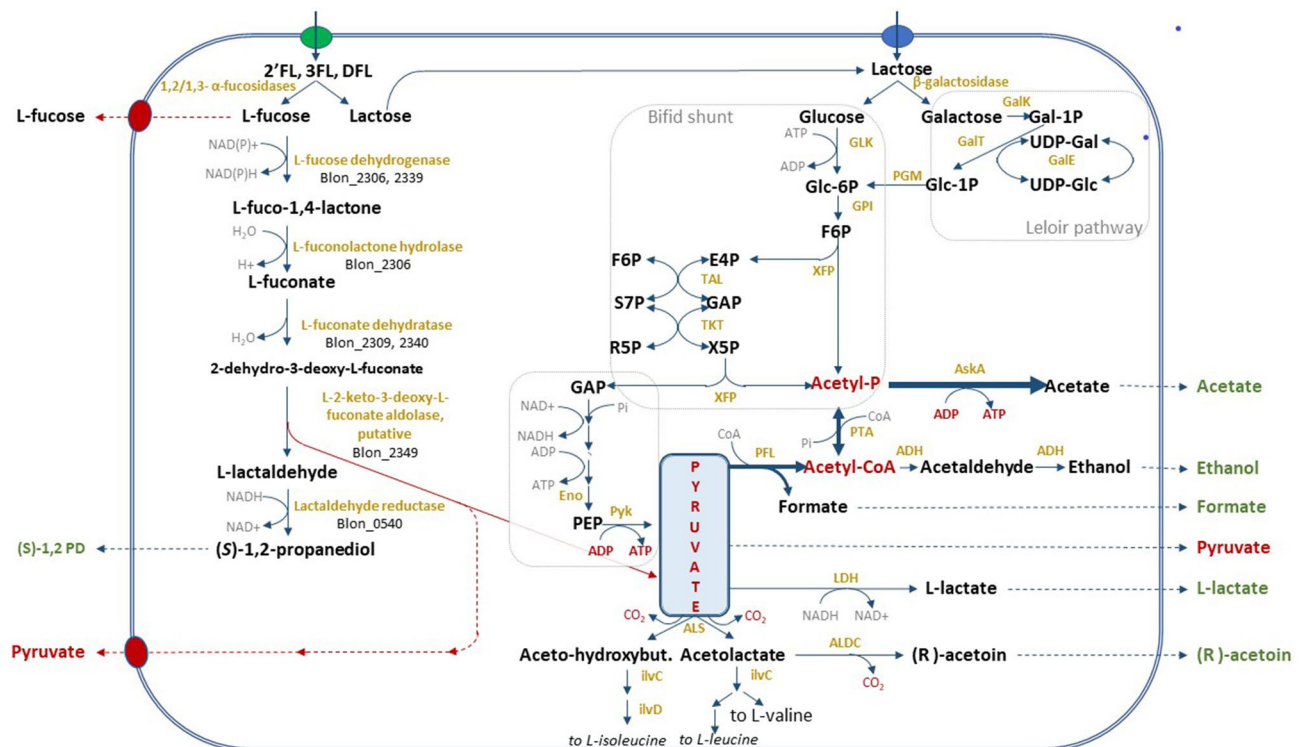 2'FL, 3FL, DFL
1,2/1,3- α-fucosidases
L-fucose
L-fucose
Lactose
NAD(P)+
NAD(P)H
L-fucose dehydrogenase
Blon_2306, 2339
L-fuco-1,4-lactone
H₂O
H+
L-fuconolactone hydrolase
Blon_2306
L-fuconate
H₂O
L-fuconate dehydratase
Blon_2309, 2340
2-dehydro-3-deoxy-L-fuconate
L-2-keto-3-deoxy-L-
fuconate aldolase,
putative
Blon_2349
L-lactaldehyde
NADH
NAD+
Lactaldehyde reductase
Blon_0540
(S)-1,2 PD
(S)-1,2-propanediol
Pyruvate
Lactose
β-galactosidase
Bifid shunt
Glucose
Galactose
GalK
Gal-1P
ATP
ADP
GLK
GalT
UDP-Gal
GalE
UDP-Glc
Glc-6P
PGM
Glc-1P
Leloir pathway
GPI
F6P
F6P
E4P
XFP
TAL
S7P
GAP
TKT
R5P
X5P
GAP
XFP
Acetyl-P
AskA
ADP
ATP
Acetate
Acetate
NAD+
Pi
NADH
ADP
ATP
Eno
PEP
Pyk
ADP
ATP
CoA
Pi
PTA
CoA
PFL
Acetyl-CoA
ADH
Acetaldehyde
ADH
Ethanol
Ethanol
Formate
Formate
PYRUVATE
Pyruvate
LDH
NADH
NAD+
L-lactate
L-lactate
CO₂
CO₂
ALS
Aceto-hydroxybut.
Acetolactate
ALDC
CO₂
(R )-acetoin
(R )-acetoin
ilvC
ilvC
ilvD
to L-valine
to L-isoleucine
to L-leucine